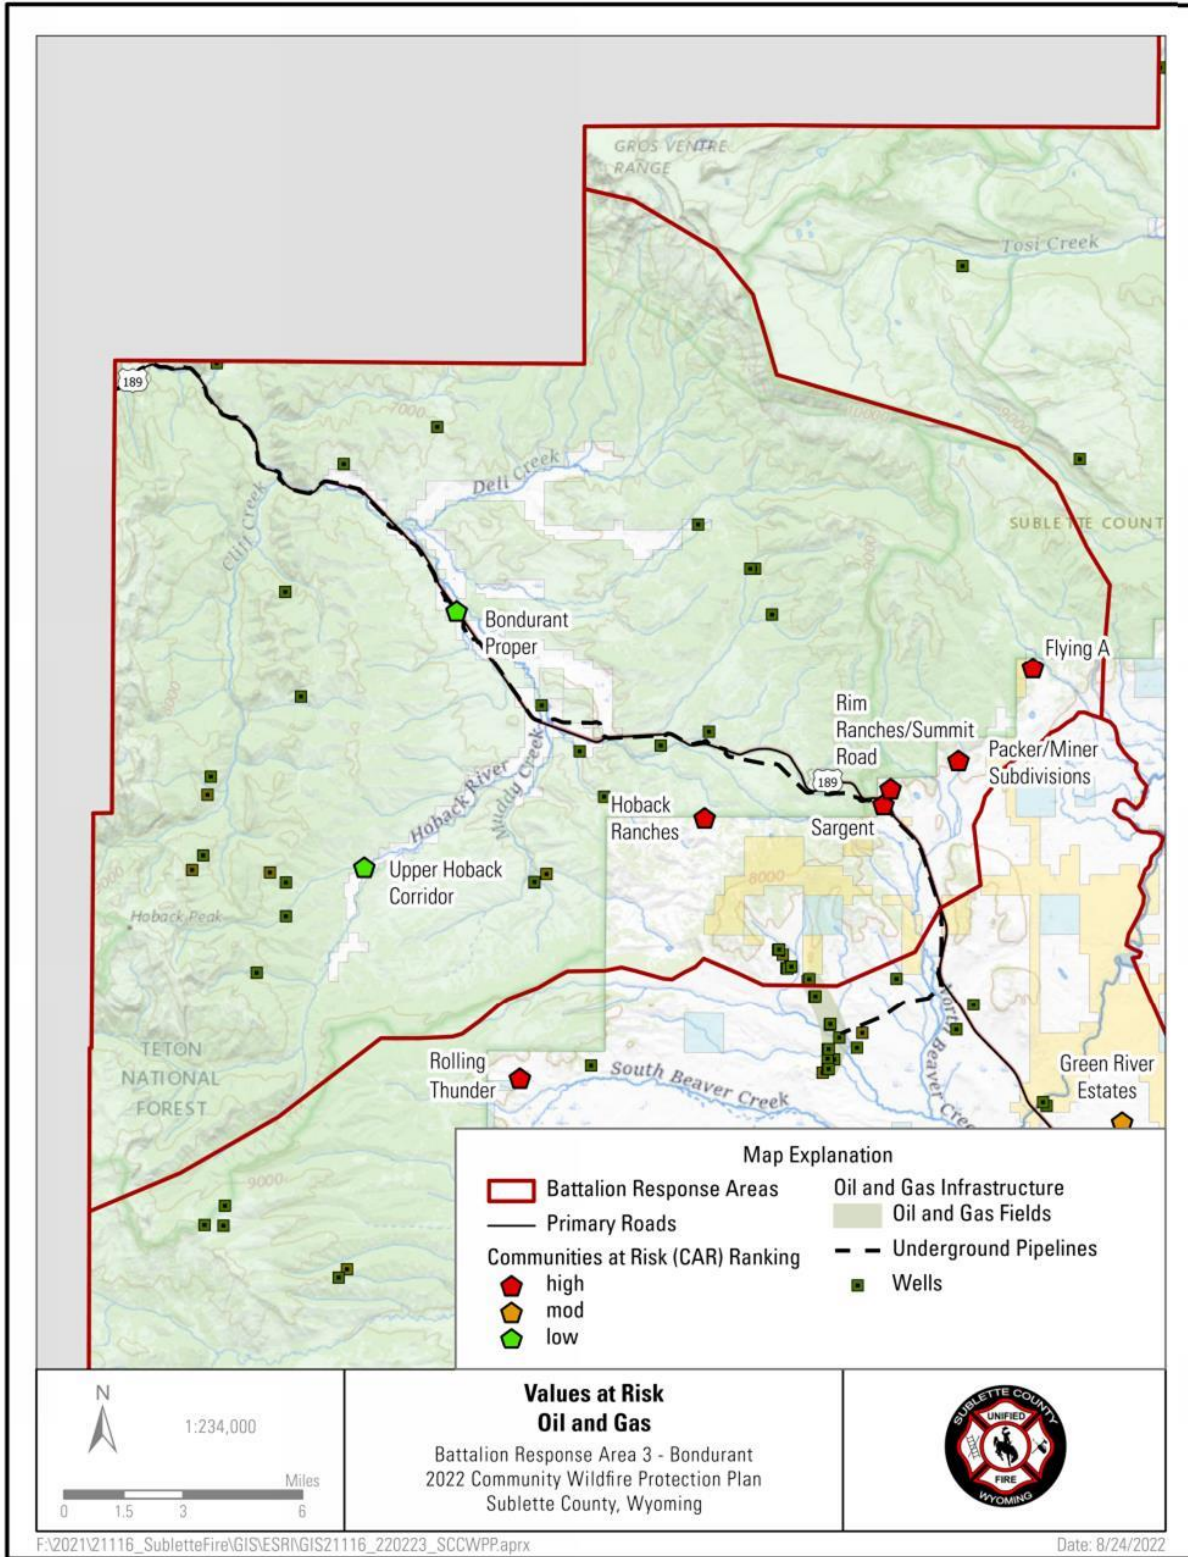 GROS VENTRE
RANGE
Tosi Creek
189
7000
10000
9000
Dell Creek
Cliff Creek
SUBLETTE COUNT
9000
Bondurant
Proper
Flying A
8000
Rim
Ranches/Summit
Road
Packer/Miner
Subdivisions
189
Hoback River
Muddy Creek
Hoback
Ranches
Sargent
Upper Hoback
Corridor
8000
9000
Hoback Peak
TETON
NATIONAL
FOREST
Rolling
Thunder
South Beaver Creek
North Beaver Cree
Green River
Estates
9000
Map Explanation
Battalion Response Areas
Primary Roads
Communities at Risk (CAR) Ranking
high
mod
low
Oil and Gas Infrastructure
Oil and Gas Fields
Underground Pipelines
Wells
N
1:234,000
Miles
0 1.5 3 6
Values at Risk
Oil and Gas
Battalion Response Area 3 - Bondurant
2022 Community Wildfire Protection Plan
Sublette County, Wyoming
SUBLETTE COUNTY
UNIFIED
FIRE
WYOMING
F:\2021\21116_SubletteFire\GIS\ESRI\GIS21116_220223_SCCWPP.aprx
Date: 8/24/2022